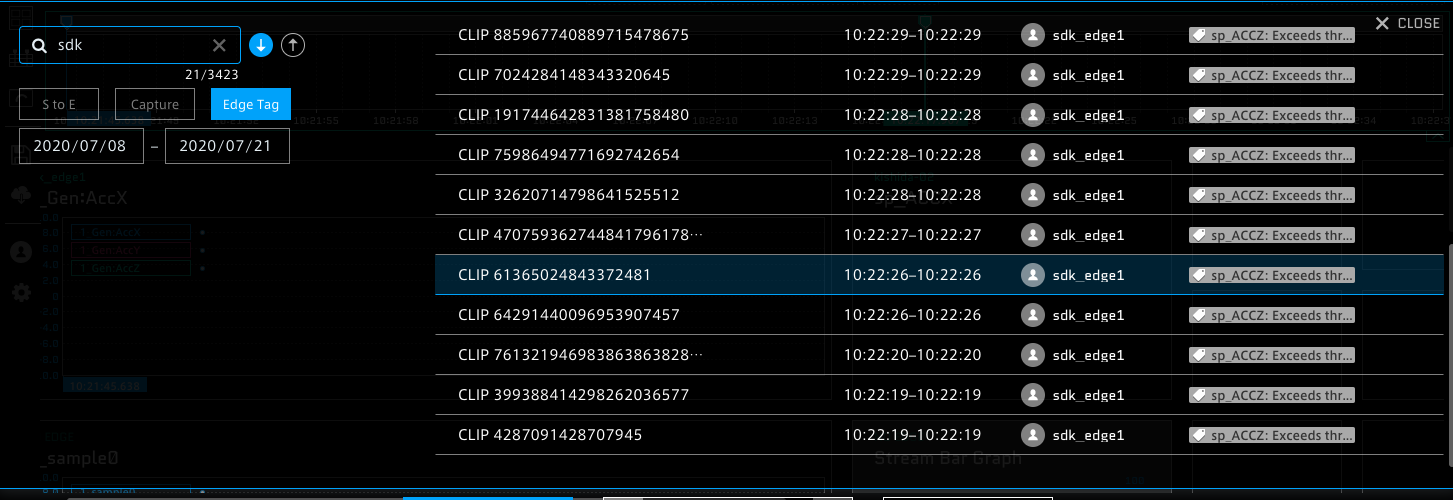 sdk
21/3423
S to E
Capture
Edge Tag
2020/07/08 – 2020/07/21
CLOSE
CLIP 885967740889715478675 10:22:29–10:22:29 sdk_edge1 sp_ACCZ: Exceeds thr...
CLIP 7024284148343320645 10:22:29–10:22:29 sdk_edge1 sp_ACCZ: Exceeds thr...
CLIP 191744642831381758480 10:22:28–10:22:28 sdk_edge1 sp_ACCZ: Exceeds thr...
CLIP 75986494771692742654 10:22:28–10:22:28 sdk_edge1 sp_ACCZ: Exceeds thr...
CLIP 32620714798641525512 10:22:28–10:22:28 sdk_edge1 sp_ACCZ: Exceeds thr...
CLIP 470759362744841796178... 10:22:27–10:22:27 sdk_edge1 sp_ACCZ: Exceeds thr...
CLIP 61365024843372481 10:22:26–10:22:26 sdk_edge1 sp_ACCZ: Exceeds thr...
CLIP 64291440096953907457 10:22:26–10:22:26 sdk_edge1 sp_ACCZ: Exceeds thr...
CLIP 761321946983863863828... 10:22:20–10:22:20 sdk_edge1 sp_ACCZ: Exceeds thr...
CLIP 399388414298262036577 10:22:19–10:22:19 sdk_edge1 sp_ACCZ: Exceeds thr...
CLIP 4287091428707945 10:22:19–10:22:19 sdk_edge1 sp_ACCZ: Exceeds thr...
_edge1
_Gen:AccX
1. Gen:AccX
1. Gen:AccY
1. Gen:AccZ
10:21:45.638
_sample0
Stream Bar Graph